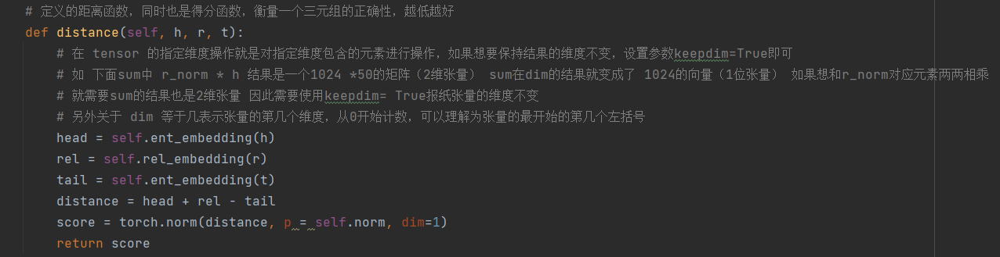 # 定义的距离函数，同时也是得分函数，衡量一个三元组的正确性，越低越好
def distance(self, h, r, t):
# 在 tensor 的指定维度操作就是对指定维度包含的元素进行操作，如果想要保持结果的维度不变，设置参数keepdim=True即可
# 如 下面sum中 r_norm * h 结果是一个1024 *50的矩阵（2维张量） sum在dim的结果就变成了 1024的向量（1位张量） 如果想和r_norm对应元素两两相乘
# 就需要sum的结果也是2维张量 因此需要使用keepdim= True报纸张量的维度不变
# 另外关于 dim 等于几表示张量的第几个维度，从0开始计数，可以理解为张量的最开始的第几个左括号
head = self.ent_embedding(h)
rel = self.rel_embedding(r)
tail = self.ent_embedding(t)
distance = head + rel - tail
score = torch.norm(distance, p = self.norm, dim=1)
return score